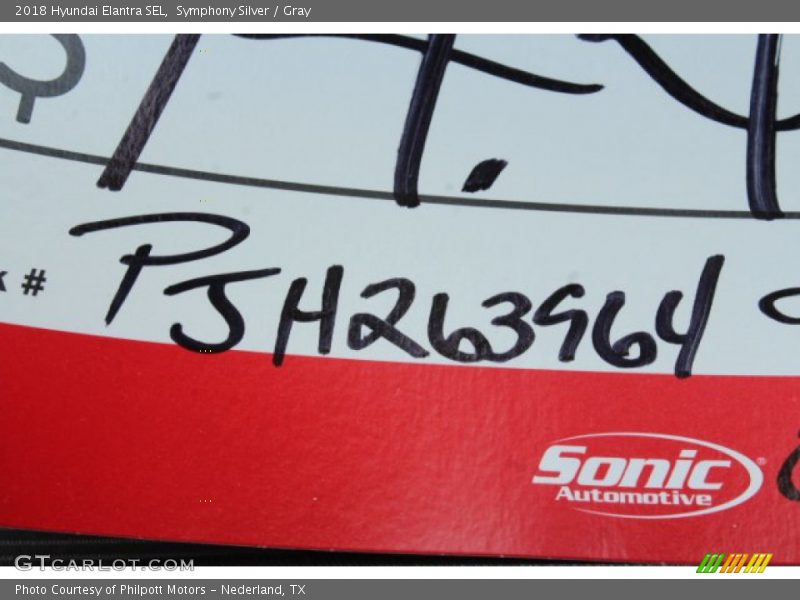 2018 Hyundai Elantra SEL, Symphony Silver / Gray
$
k # PJH263964
Sonic
Automotive
GTCARLOT.COM
Photo Courtesy of Philpott Motors - Nederland, TX